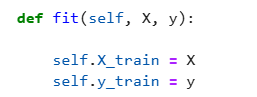 def fit(self, X, y):
    self.X_train = X
    self.y_train = y